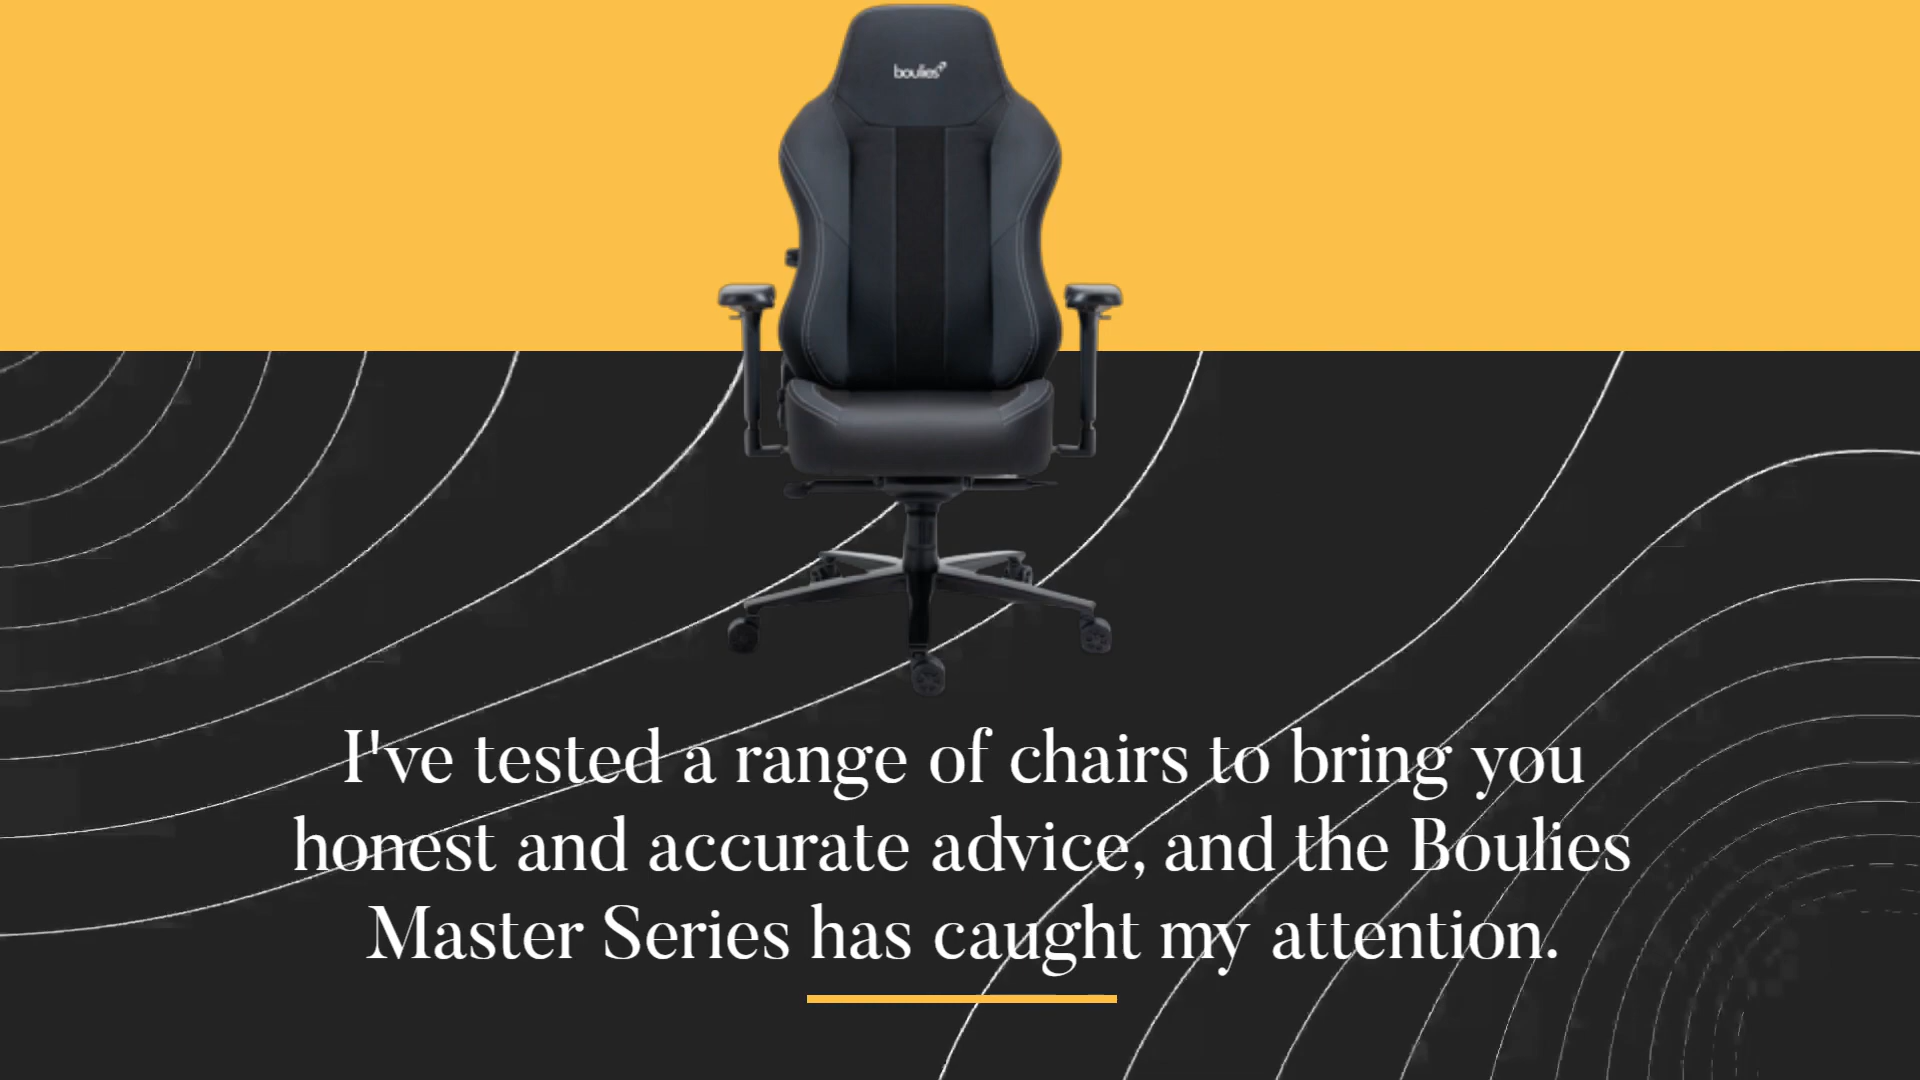 boulies
I've tested a range of chairs to bring you
honest and accurate advice, and the Boulies
Master Series has caught my attention.